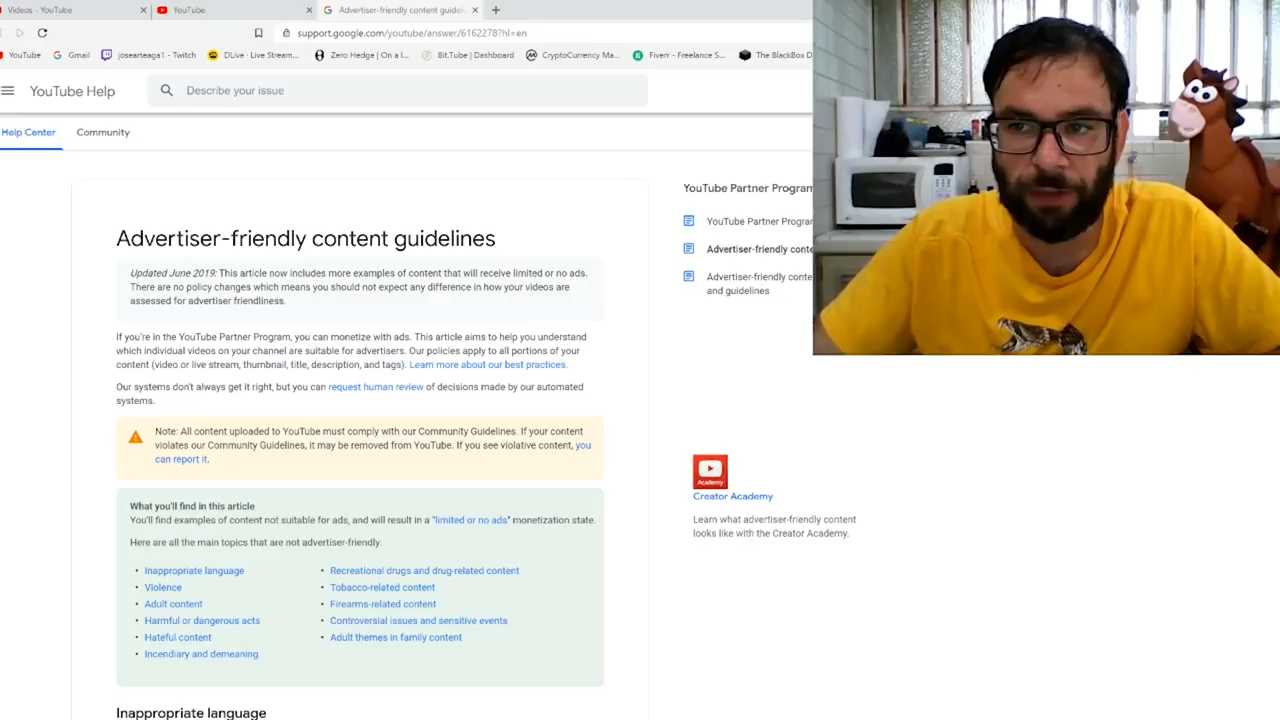 Videos - YouTube
YouTube
Advertiser-friendly content guidel
support.google.com/youtube/answer/6162278?hl=en
YouTube
Gmail
josearteaga1 - Twitch
DLive · Live Stream...
Zero Hedge | On a l...
Bit.Tube | Dashboard
CryptoCurrency Ma...
Fiverr - Freelance S...
The BlackBox D
YouTube Help
Describe your issue
Help Center
Community
Advertiser-friendly content guidelines
Updated June 2019: This article now includes more examples of content that will receive limited or no ads.
There are no policy changes which means you should not expect any difference in how your videos are
assessed for advertiser friendliness.
If you're in the YouTube Partner Program, you can monetize with ads. This article aims to help you understand
which individual videos on your channel are suitable for advertisers. Our policies apply to all portions of your
content (video or live stream, thumbnail, title, description, and tags). Learn more about our best practices.
Our systems don't always get it right, but you can request human review of decisions made by our automated
systems.
Note: All content uploaded to YouTube must comply with our Community Guidelines. If your content
violates our Community Guidelines, it may be removed from YouTube. If you see violative content, you
can report it.
What you'll find in this article
You'll find examples of content not suitable for ads, and will result in a "limited or no ads" monetization state.
Here are all the main topics that are not advertiser-friendly:
• Inappropriate language
• Violence
• Adult content
• Harmful or dangerous acts
• Hateful content
• Incendiary and demeaning
• Recreational drugs and drug-related content
• Tobacco-related content
• Firearms-related content
• Controversial issues and sensitive events
• Adult themes in family content
Inappropriate language
YouTube Partner Program
YouTube Partner Progra
Advertiser-friendly conte
Advertiser-friendly conte
and guidelines
Academy
Creator Academy
Learn what advertiser-friendly content
looks like with the Creator Academy.